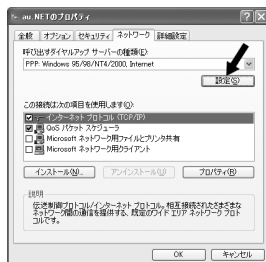 au.NETのプロパティ
全般 オプション セキュリティ ネットワーク 詳細設定
呼び出すダイヤルアップ サーバーの種類(E):
PPP: Windows 95/98/NT4/2000, Internet
設定(S)
この接続は次の項目を使用します(O):
インターネット プロトコル (TCP/IP)
QoS パケット スケジューラ
Microsoft ネットワーク用ファイルとプリンタ共有
Microsoft ネットワーク用クライアント
インストール(N)... アンインストール(U) プロパティ(R)
説明
伝送制御プロトコル/インターネット プロトコル。相互接続されたさまざまな
ネットワーク間の通信を提供する、既定のワイド エリア ネットワーク プロト
コルです。
OK キャンセル